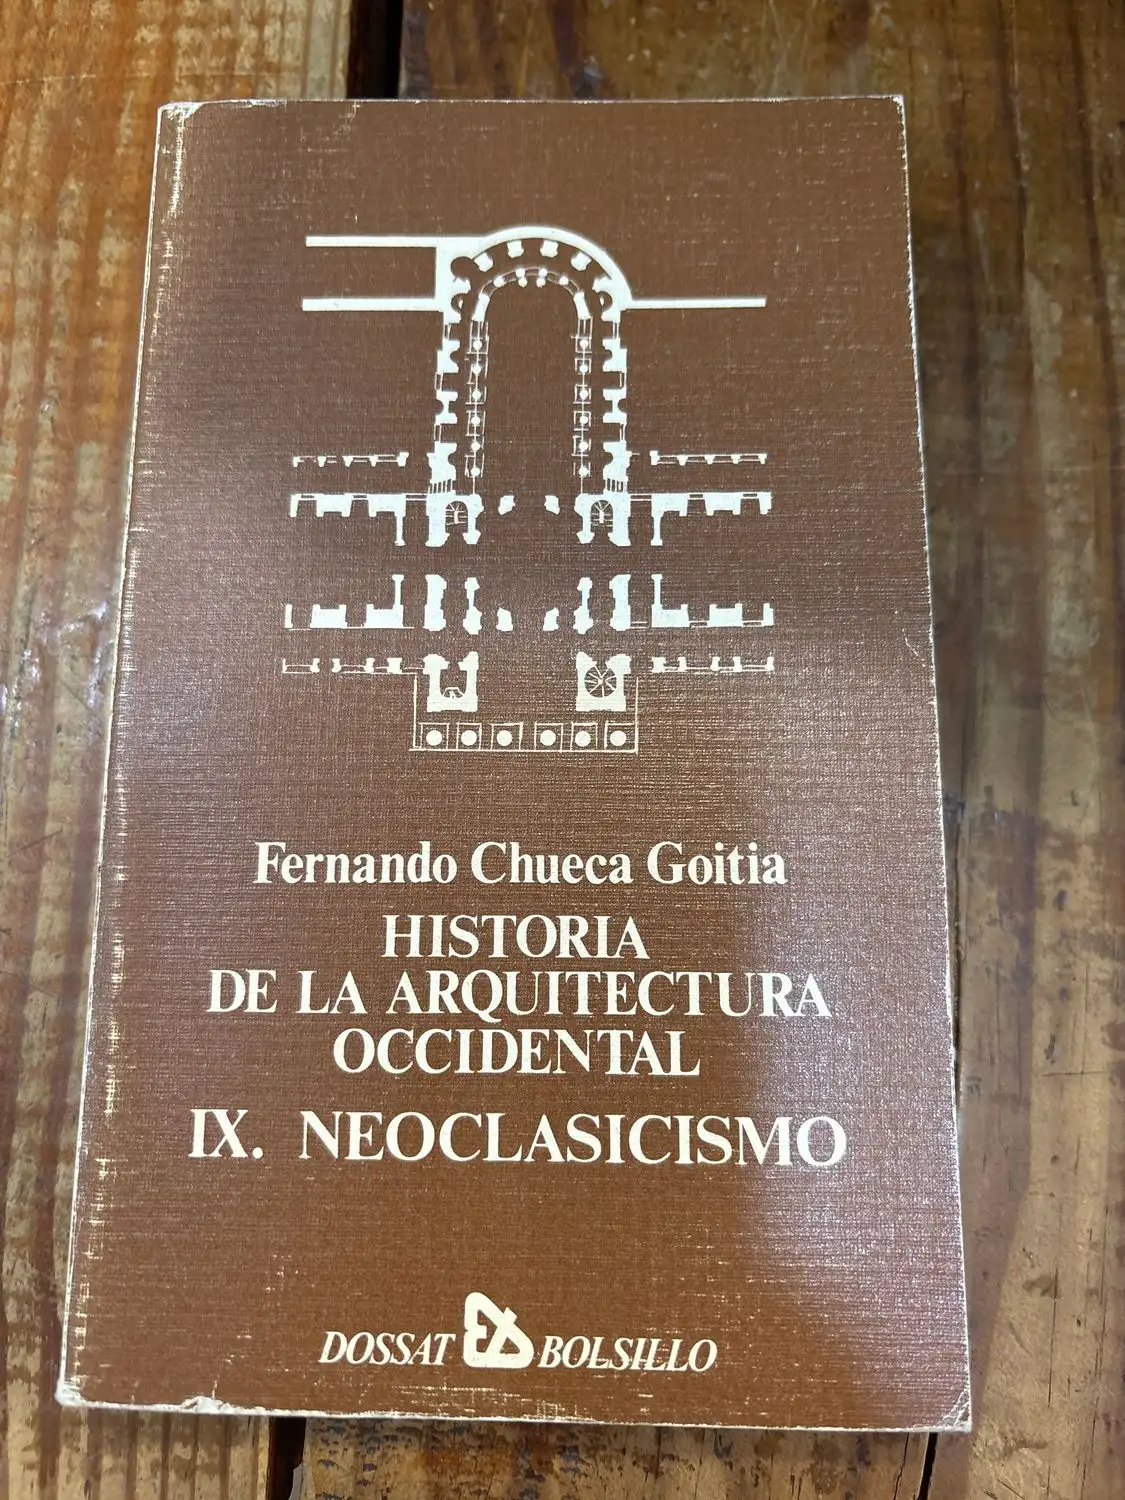 Fernando Chueca Goitia
HISTORIA
DE LA ARQUITECTURA
OCCIDENTAL
IX. NEOCLASICISMO
DOSSAT BOLSILLO